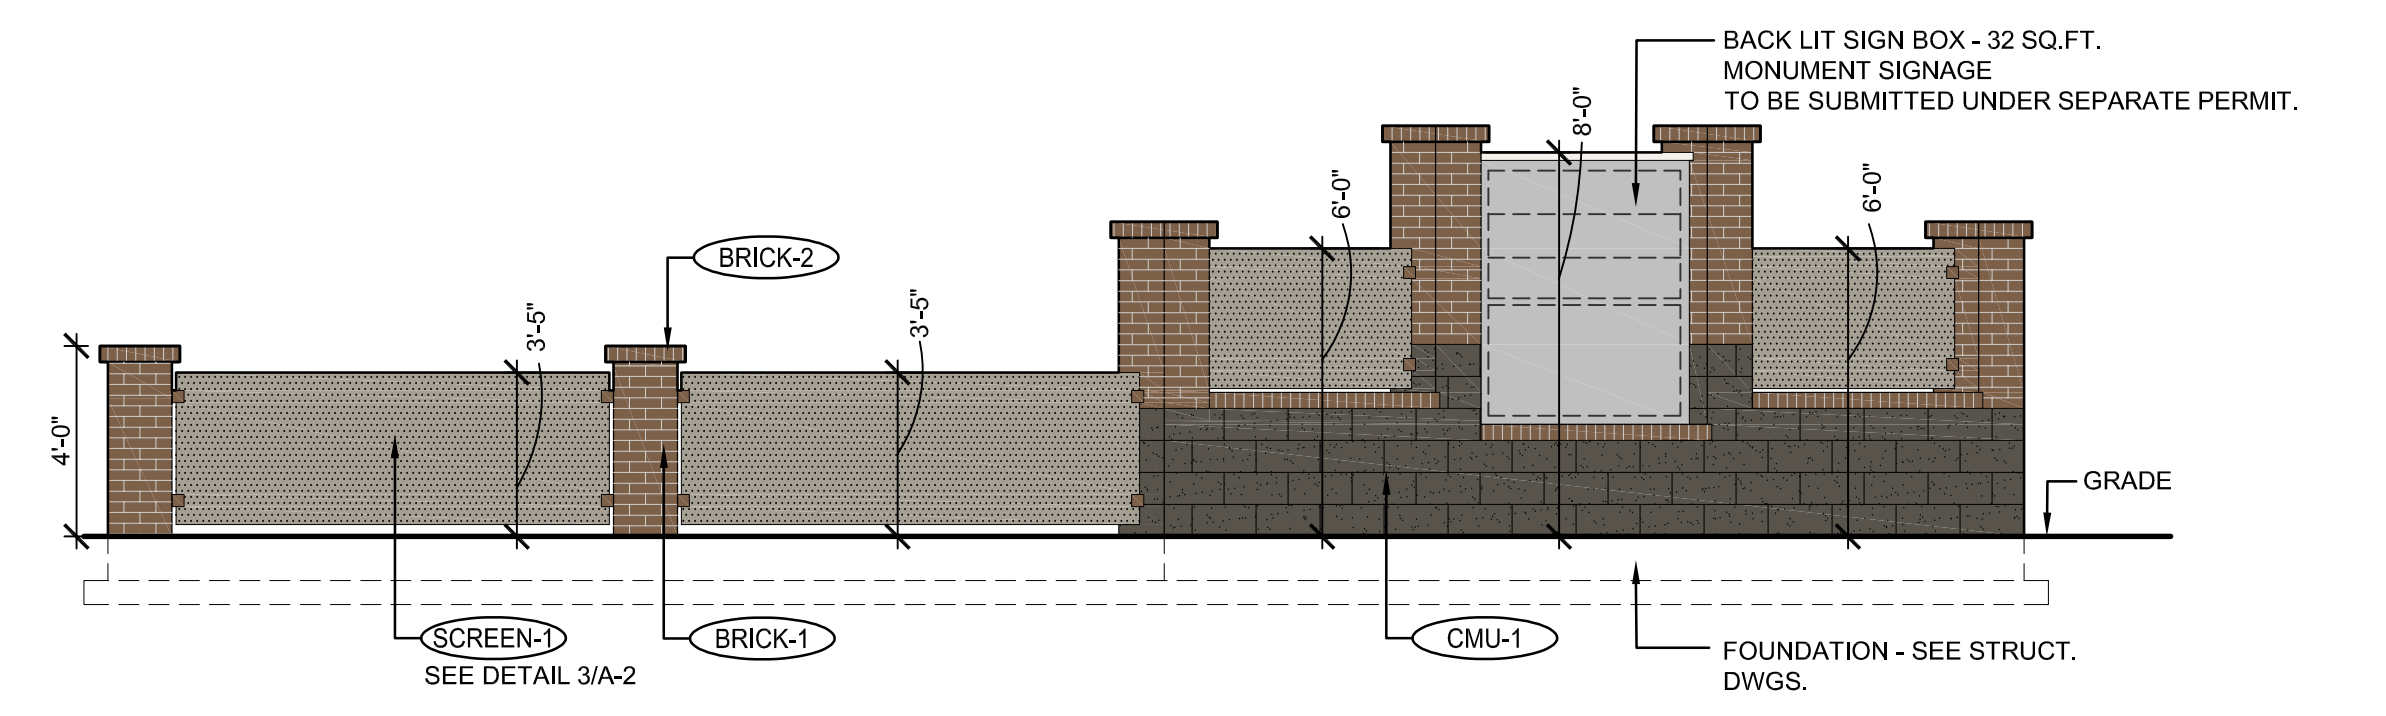 BACK LIT SIGN BOX - 32 SQ.FT.
MONUMENT SIGNAGE
TO BE SUBMITTED UNDER SEPARATE PERMIT.
8'-0"
6'-0"
6'-0"
BRICK-2
3'-5"
3'-5"
4'-0"
GRADE
SCREEN-1
SEE DETAIL 3/A-2
BRICK-1
CMU-1
FOUNDATION - SEE STRUCT.
DWGS.